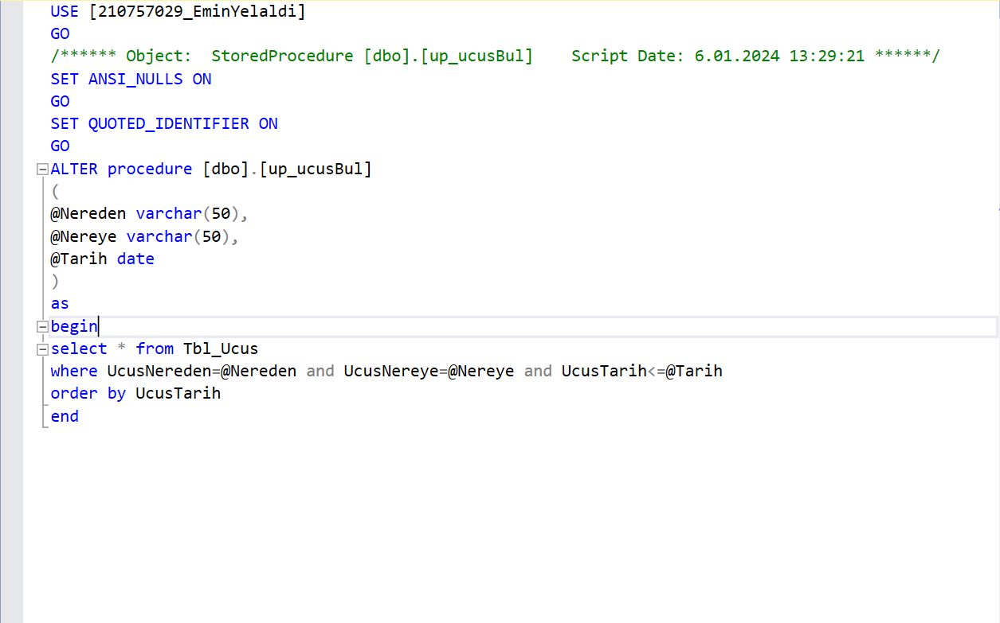 USE [210757029_EminYelaldi]
GO
/****** Object:  StoredProcedure [dbo].[up_ucusBul]    Script Date: 6.01.2024 13:29:21 ******/
SET ANSI_NULLS ON
GO
SET QUOTED_IDENTIFIER ON
GO
ALTER procedure [dbo].[up_ucusBul]
(
@Nereden varchar(50),
@Nereye varchar(50),
@Tarih date
)
as
begin
select * from Tbl_Ucus
where UcusNereden=@Nereden and UcusNereye=@Nereye and UcusTarih<=@Tarih
order by UcusTarih
end